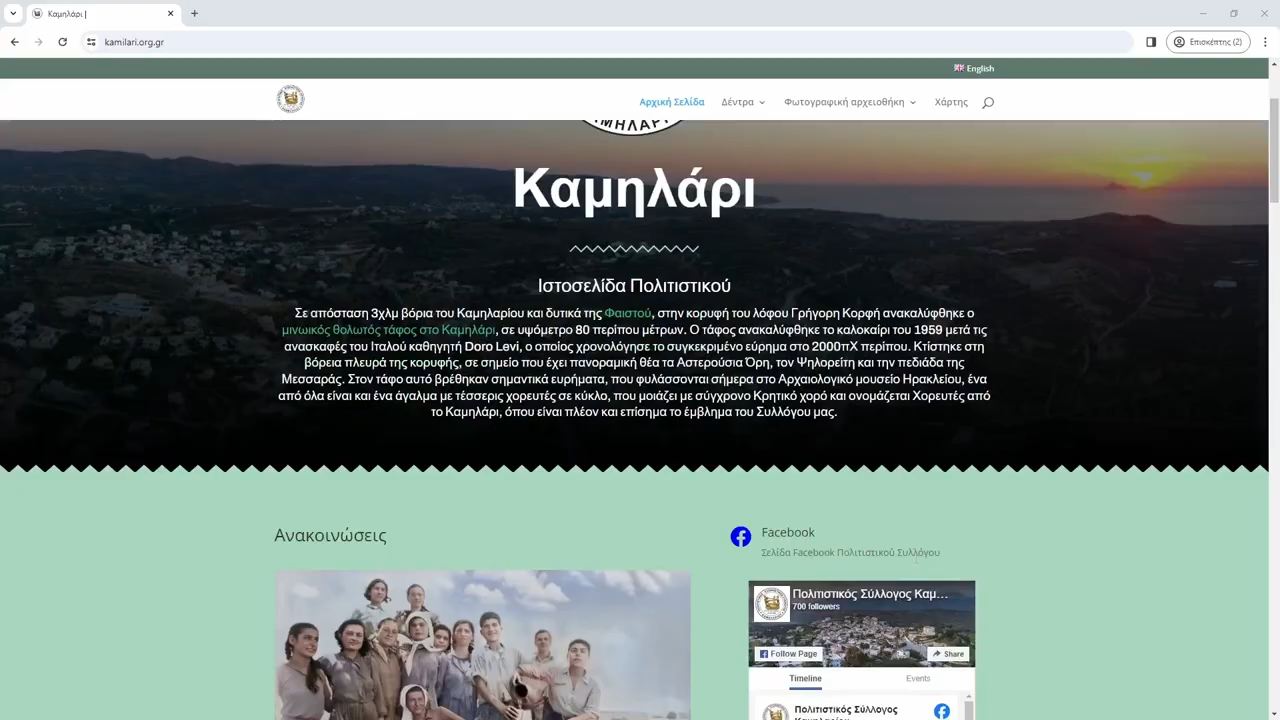 Καμηλάρι |
kamilari.org.gr
Επισκέπτης (2)
English
Αρχική Σελίδα
Δέντρα
Φωτογραφική αρχειοθήκη
Χάρτης
Καμηλάρι
Ιστοσελίδα Πολιτιστικού
Σε απόσταση 3χλμ βόρια του Καμηλαρίου και δυτικά της Φαιστού, στην κορυφή του λόφου Γρήγορη Κορφή ανακαλύφθηκε ο
μινωικός θολωτός τάφος στο Καμηλάρι, σε υψόμετρο 80 περίπου μέτρων. Ο τάφος ανακαλύφθηκε το καλοκαίρι του 1959 μετά τις
ανασκαφές του Ιταλού καθηγητή Doro Levi, ο οποίος χρονολόγησε το συγκεκριμένο εύρημα στο 2000πΧ περίπου. Κτίστηκε στη
βόρεια πλευρά της κορυφής, σε σημείο που έχει πανοραμική θέα τα Αστερούσια Όρη, τον Ψηλορείτη και την πεδιάδα της
Μεσσαράς. Στον τάφο αυτό βρέθηκαν σημαντικά ευρήματα, που φυλάσσονται σήμερα στο Αρχαιολογικό μουσείο Ηρακλείου, ένα
από όλα είναι και ένα άγαλμα με τέσσερις χορευτές σε κύκλο, που μοιάζει με σύγχρονο Κρητικό χορό και ονομάζεται Χορευτές από
το Καμηλάρι, όπου είναι πλέον και επίσημα το έμβλημα του Συλλόγου μας.
Ανακοινώσεις
Facebook
Σελίδα Facebook Πολιτιστικού Συλλόγου
Πολιτιστικός Σύλλογος Καμ...
700 followers
Follow Page
Share
Timeline
Events
Πολιτιστικός Σύλλογος